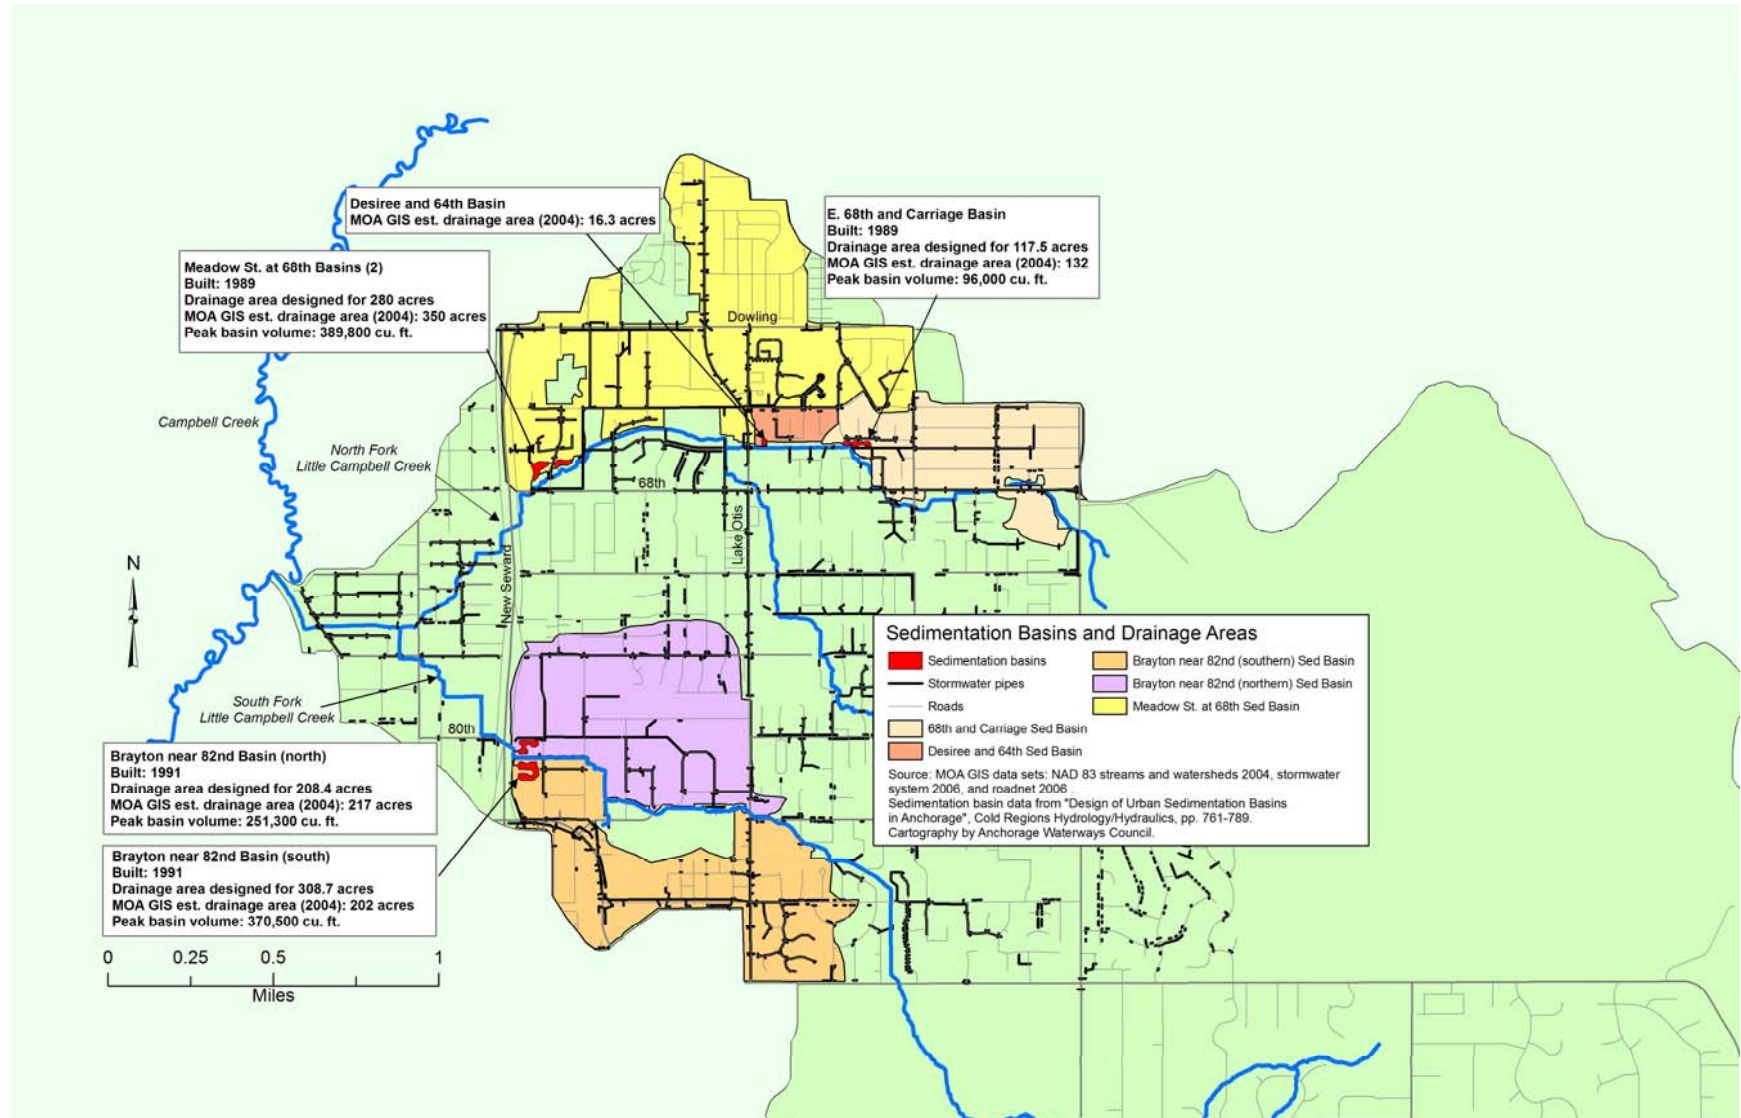 Desiree and 64th Basin
MOA GIS est. drainage area (2004): 16.3 acres
E. 68th and Carriage Basin
Built: 1989
Drainage area designed for 117.5 acres
MOA GIS est. drainage area (2004): 132
Peak basin volume: 96,000 cu. ft.
Meadow St. at 68th Basins (2)
Built: 1989
Drainage area designed for 280 acres
MOA GIS est. drainage area (2004): 350 acres
Peak basin volume: 389,800 cu. ft.
Dowling
Campbell Creek
North Fork
Little Campbell Creek
68th
Lake Otis
New Seward
N
South Fork
Little Campbell Creek
80th
Brayton near 82nd Basin (north)
Built: 1991
Drainage area designed for 208.4 acres
MOA GIS est. drainage area (2004): 217 acres
Peak basin volume: 251,300 cu. ft.
Brayton near 82nd Basin (south)
Built: 1991
Drainage area designed for 308.7 acres
MOA GIS est. drainage area (2004): 202 acres
Peak basin volume: 370,500 cu. ft.
0 0.25 0.5 1
Miles
Sedimentation Basins and Drainage Areas
Sedimentation basins
Stormwater pipes
Roads
68th and Carriage Sed Basin
Desiree and 64th Sed Basin
Brayton near 82nd (southern) Sed Basin
Brayton near 82nd (northern) Sed Basin
Meadow St. at 68th Sed Basin
Source: MOA GIS data sets: NAD 83 streams and watersheds 2004, stormwater
system 2006, and roadnet 2006 .
Sedimentation basin data from "Design of Urban Sedimentation Basins
in Anchorage", Cold Regions Hydrology/Hydraulics, pp. 761-789.
Cartography by Anchorage Waterways Council.